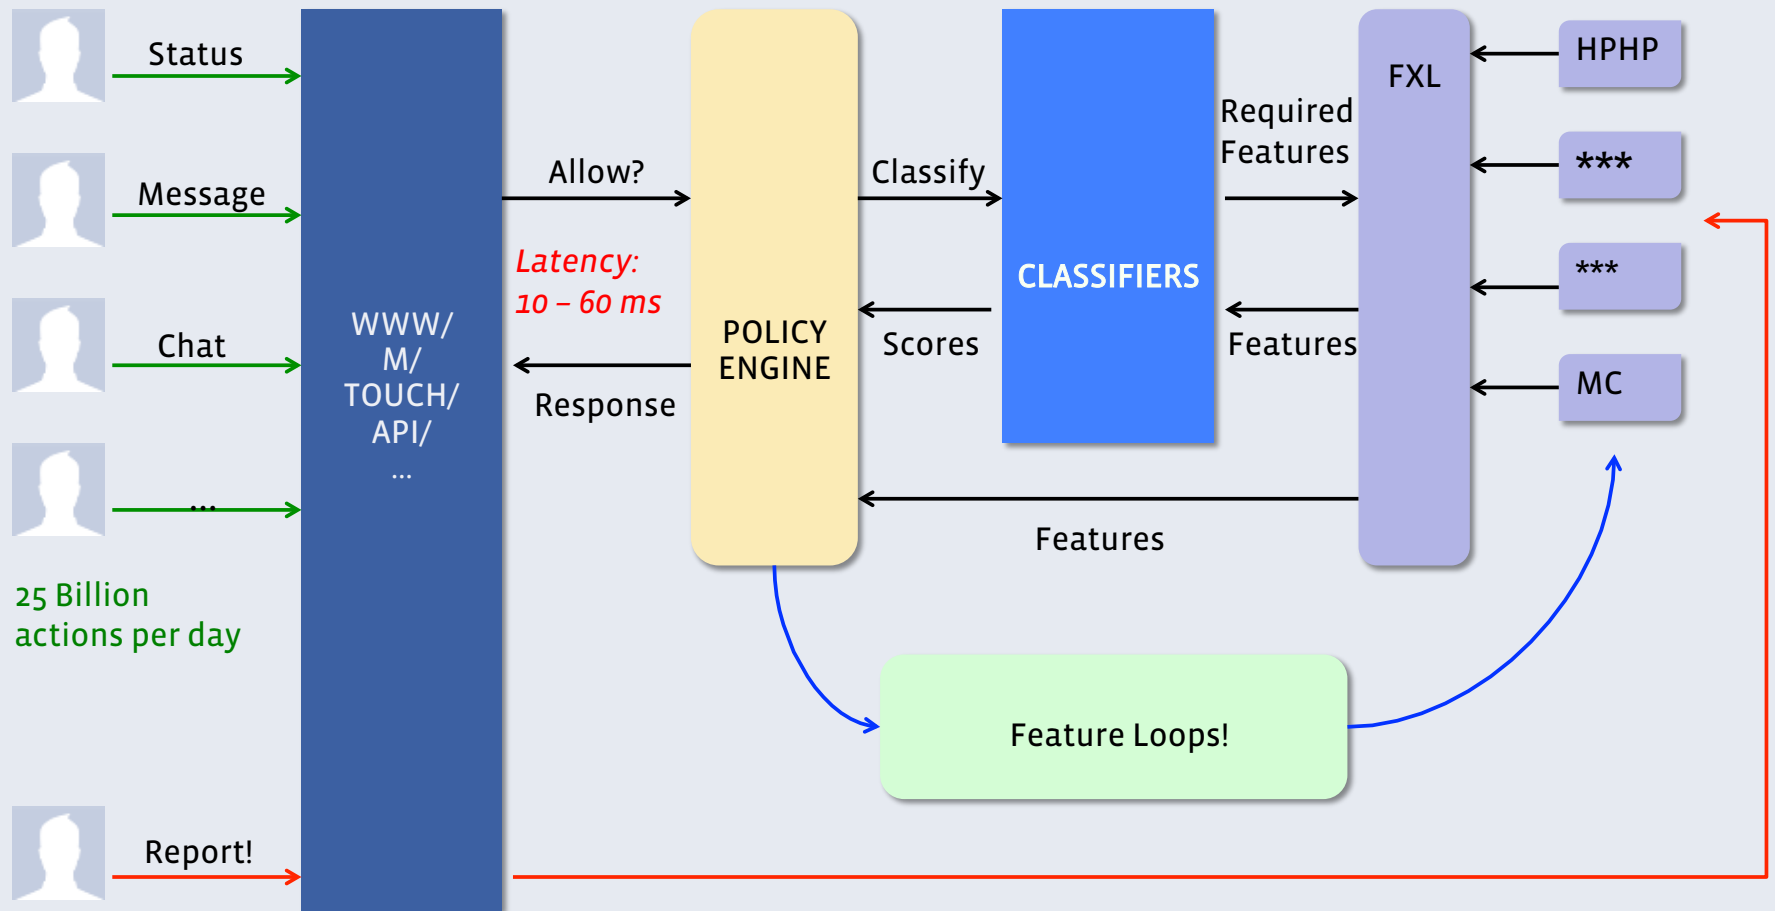 Status
Message
Chat
...
25 Billion
actions per day
Report!
WWW/
M/
TOUCH/
API/
...
Allow?
Latency:
10 – 60 ms
Response
POLICY
ENGINE
Classify
Scores
CLASSIFIERS
Required
Features
Features
Features
FXL
HPHP
***
***
MC
Feature Loops!